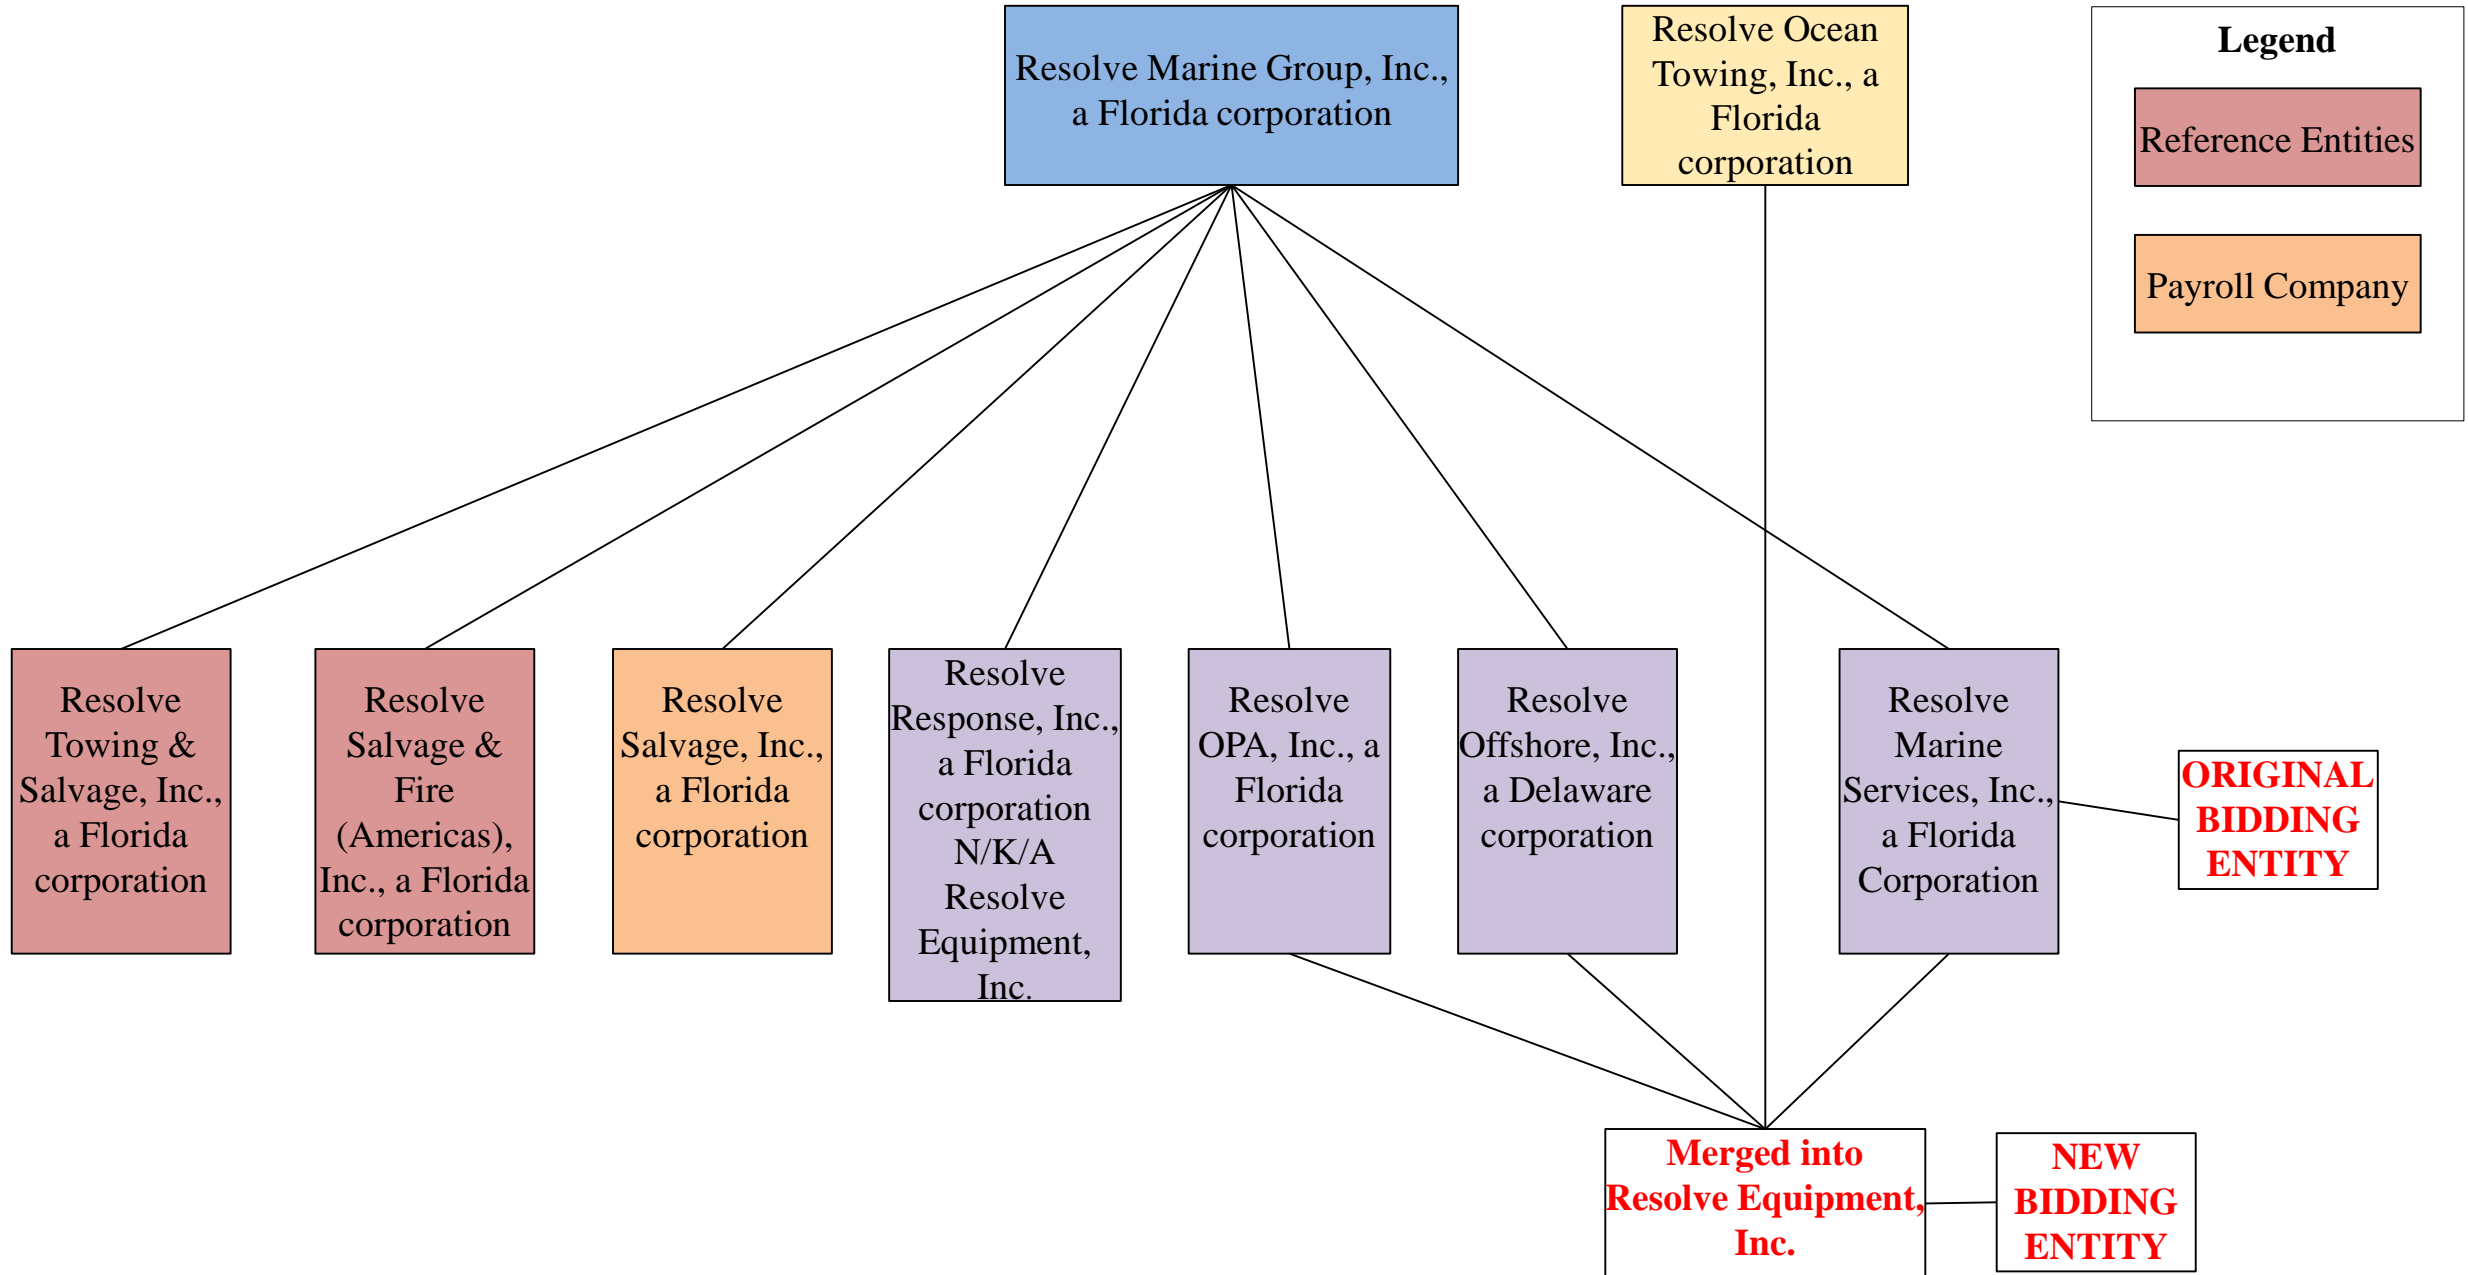 Resolve Marine Group, Inc.,
a Florida corporation
Resolve Ocean
Towing, Inc., a
Florida
corporation
Legend
Reference Entities
Payroll Company
Resolve
Towing &
Salvage, Inc.,
a Florida
corporation
Resolve
Salvage &
Fire
(Americas),
Inc., a Florida
corporation
Resolve
Salvage, Inc.,
a Florida
corporation
Resolve
Response, Inc.,
a Florida
corporation
N/K/A
Resolve
Equipment,
Inc.
Resolve
OPA, Inc., a
Florida
corporation
Resolve
Offshore, Inc.,
a Delaware
corporation
Resolve
Marine
Services, Inc.,
a Florida
Corporation
ORIGINAL
BIDDING
ENTITY
Merged into
Resolve Equipment,
Inc.
NEW
BIDDING
ENTITY